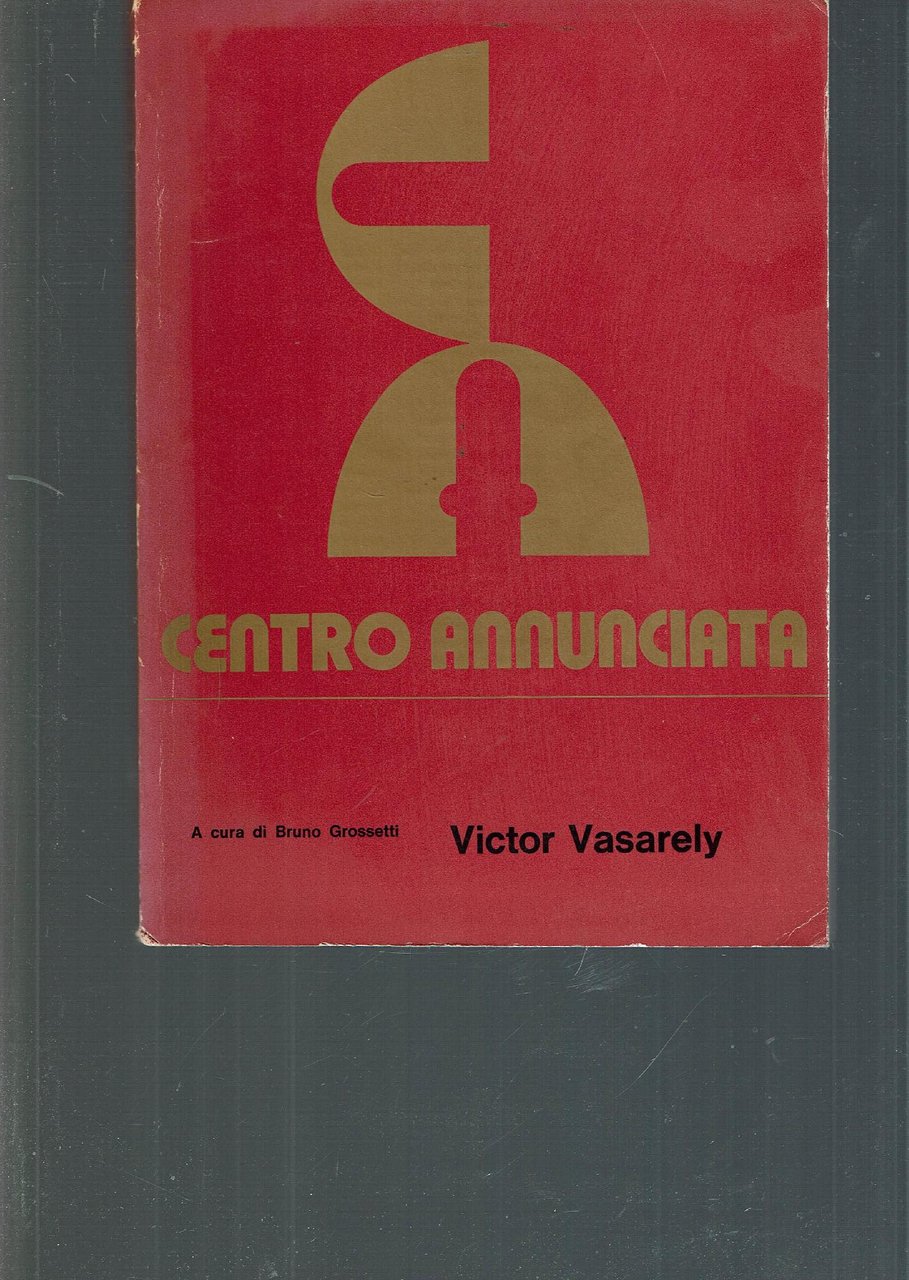 CENTRO ANNUNCIATA
A cura di Bruno Grossetti
Victor Vasarely